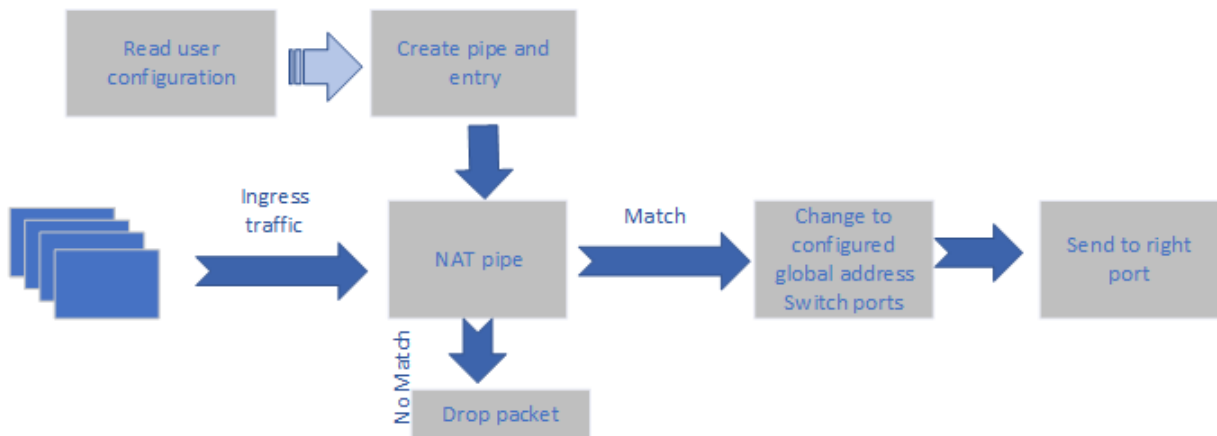 Read user
configuration
Create pipe and
entry
Ingress
traffic
NAT pipe
Match
Change to
configured
global address
Switch ports
Send to right
port
No Match
Drop packet